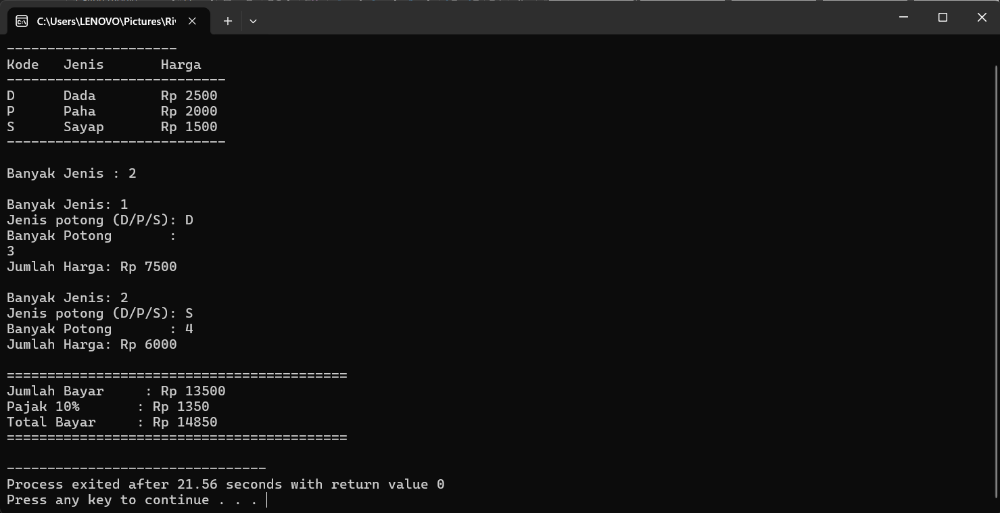 C:\Users\LENOVO\Pictures\Ri
---------------------
Kode   Jenis       Harga
---------------------------
D      Dada        Rp 2500
P      Paha        Rp 2000
S      Sayap       Rp 1500
---------------------------
Banyak Jenis : 2
Banyak Jenis: 1
Jenis potong (D/P/S): D
Banyak Potong       :
3
Jumlah Harga: Rp 7500
Banyak Jenis: 2
Jenis potong (D/P/S): S
Banyak Potong       : 4
Jumlah Harga: Rp 6000
==========================================
Jumlah Bayar     : Rp 13500
Pajak 10%       : Rp 1350
Total Bayar     : Rp 14850
==========================================
--------------------------------
Process exited after 21.56 seconds with return value 0
Press any key to continue . . .